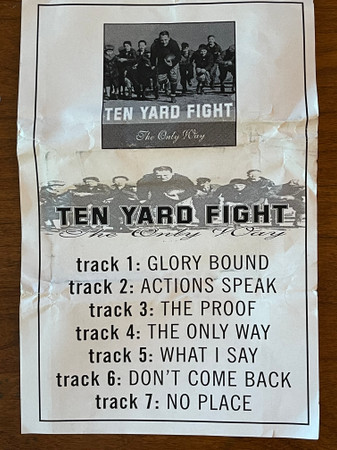 TEN YARD FIGHT
The Only Way
TEN YARD FIGHT
The Only Way
track 1: GLORY BOUND
track 2: ACTIONS SPEAK
track 3: THE PROOF
track 4: THE ONLY WAY
track 5: WHAT I SAY
track 6: DON'T COME BACK
track 7: NO PLACE